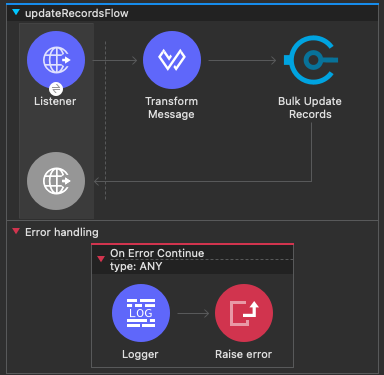 updateRecordsFlow
Listener
Transform
Message
Bulk Update
Records
Error handling
On Error Continue
type: ANY
LOG
Logger
Raise error